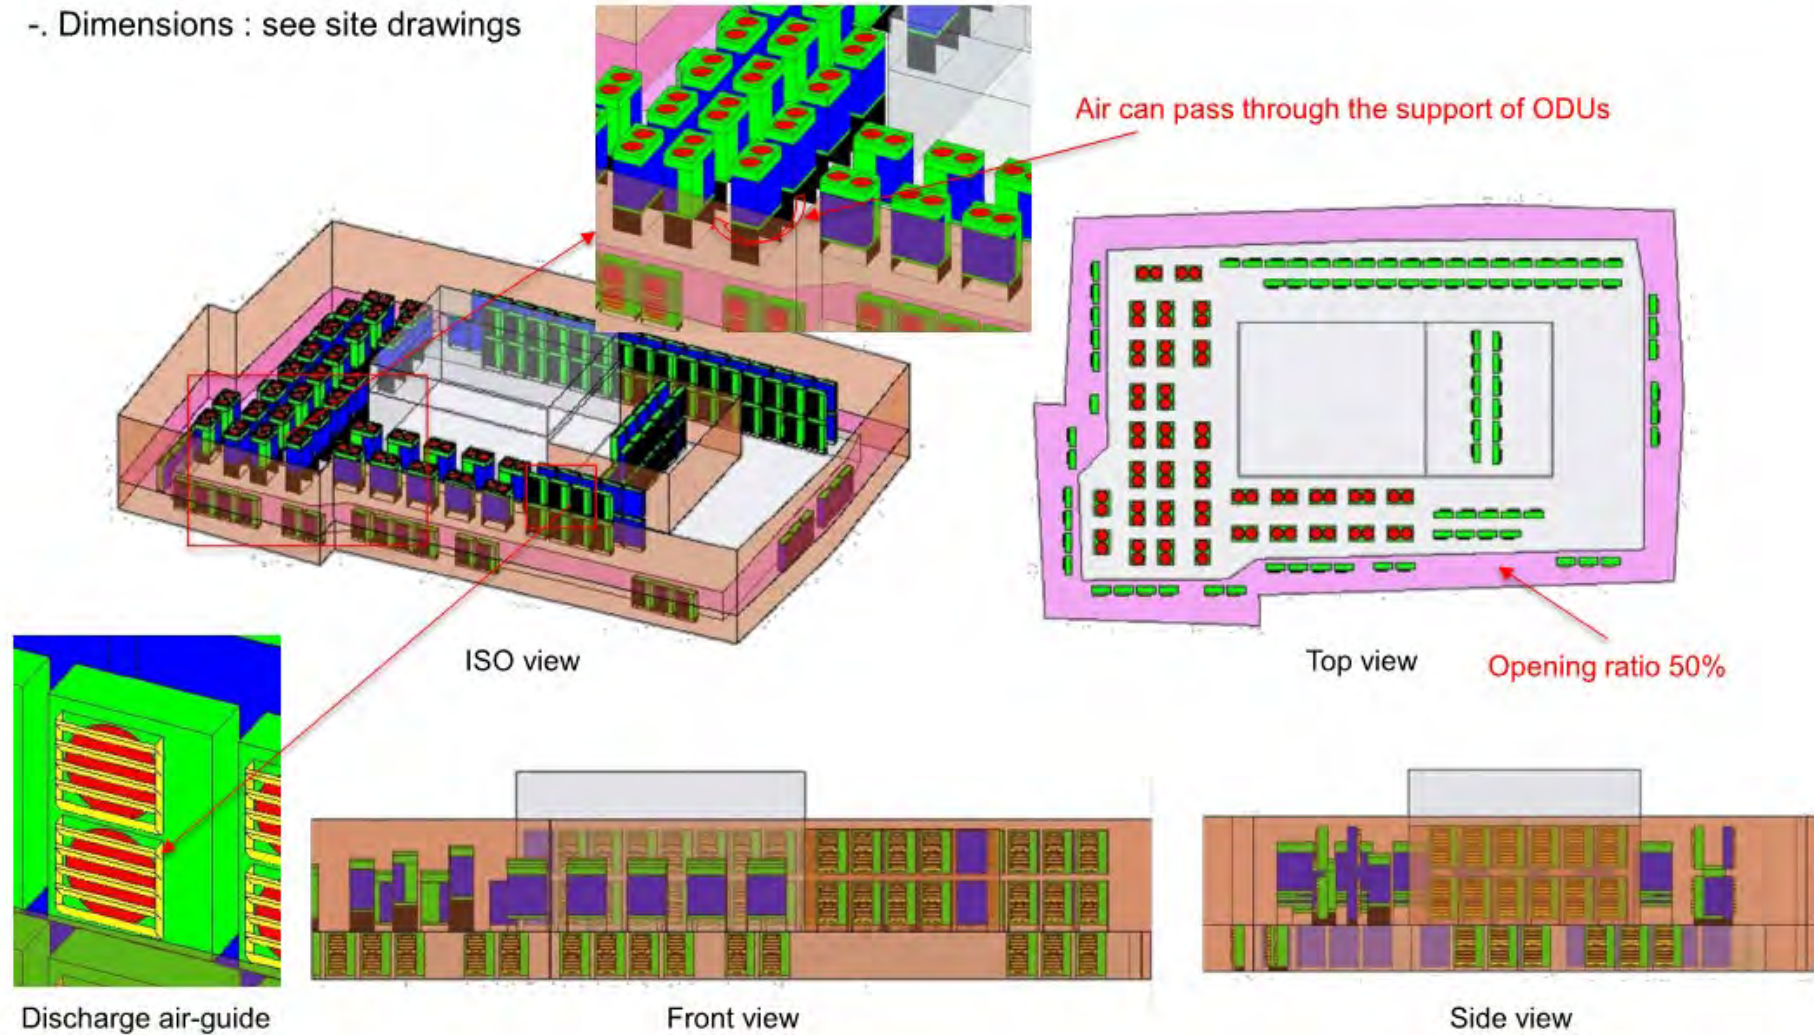 -. Dimensions : see site drawings
Air can pass through the support of ODUs
ISO view
Top view
Opening ratio 50%
Discharge air-guide
Front view
Side view